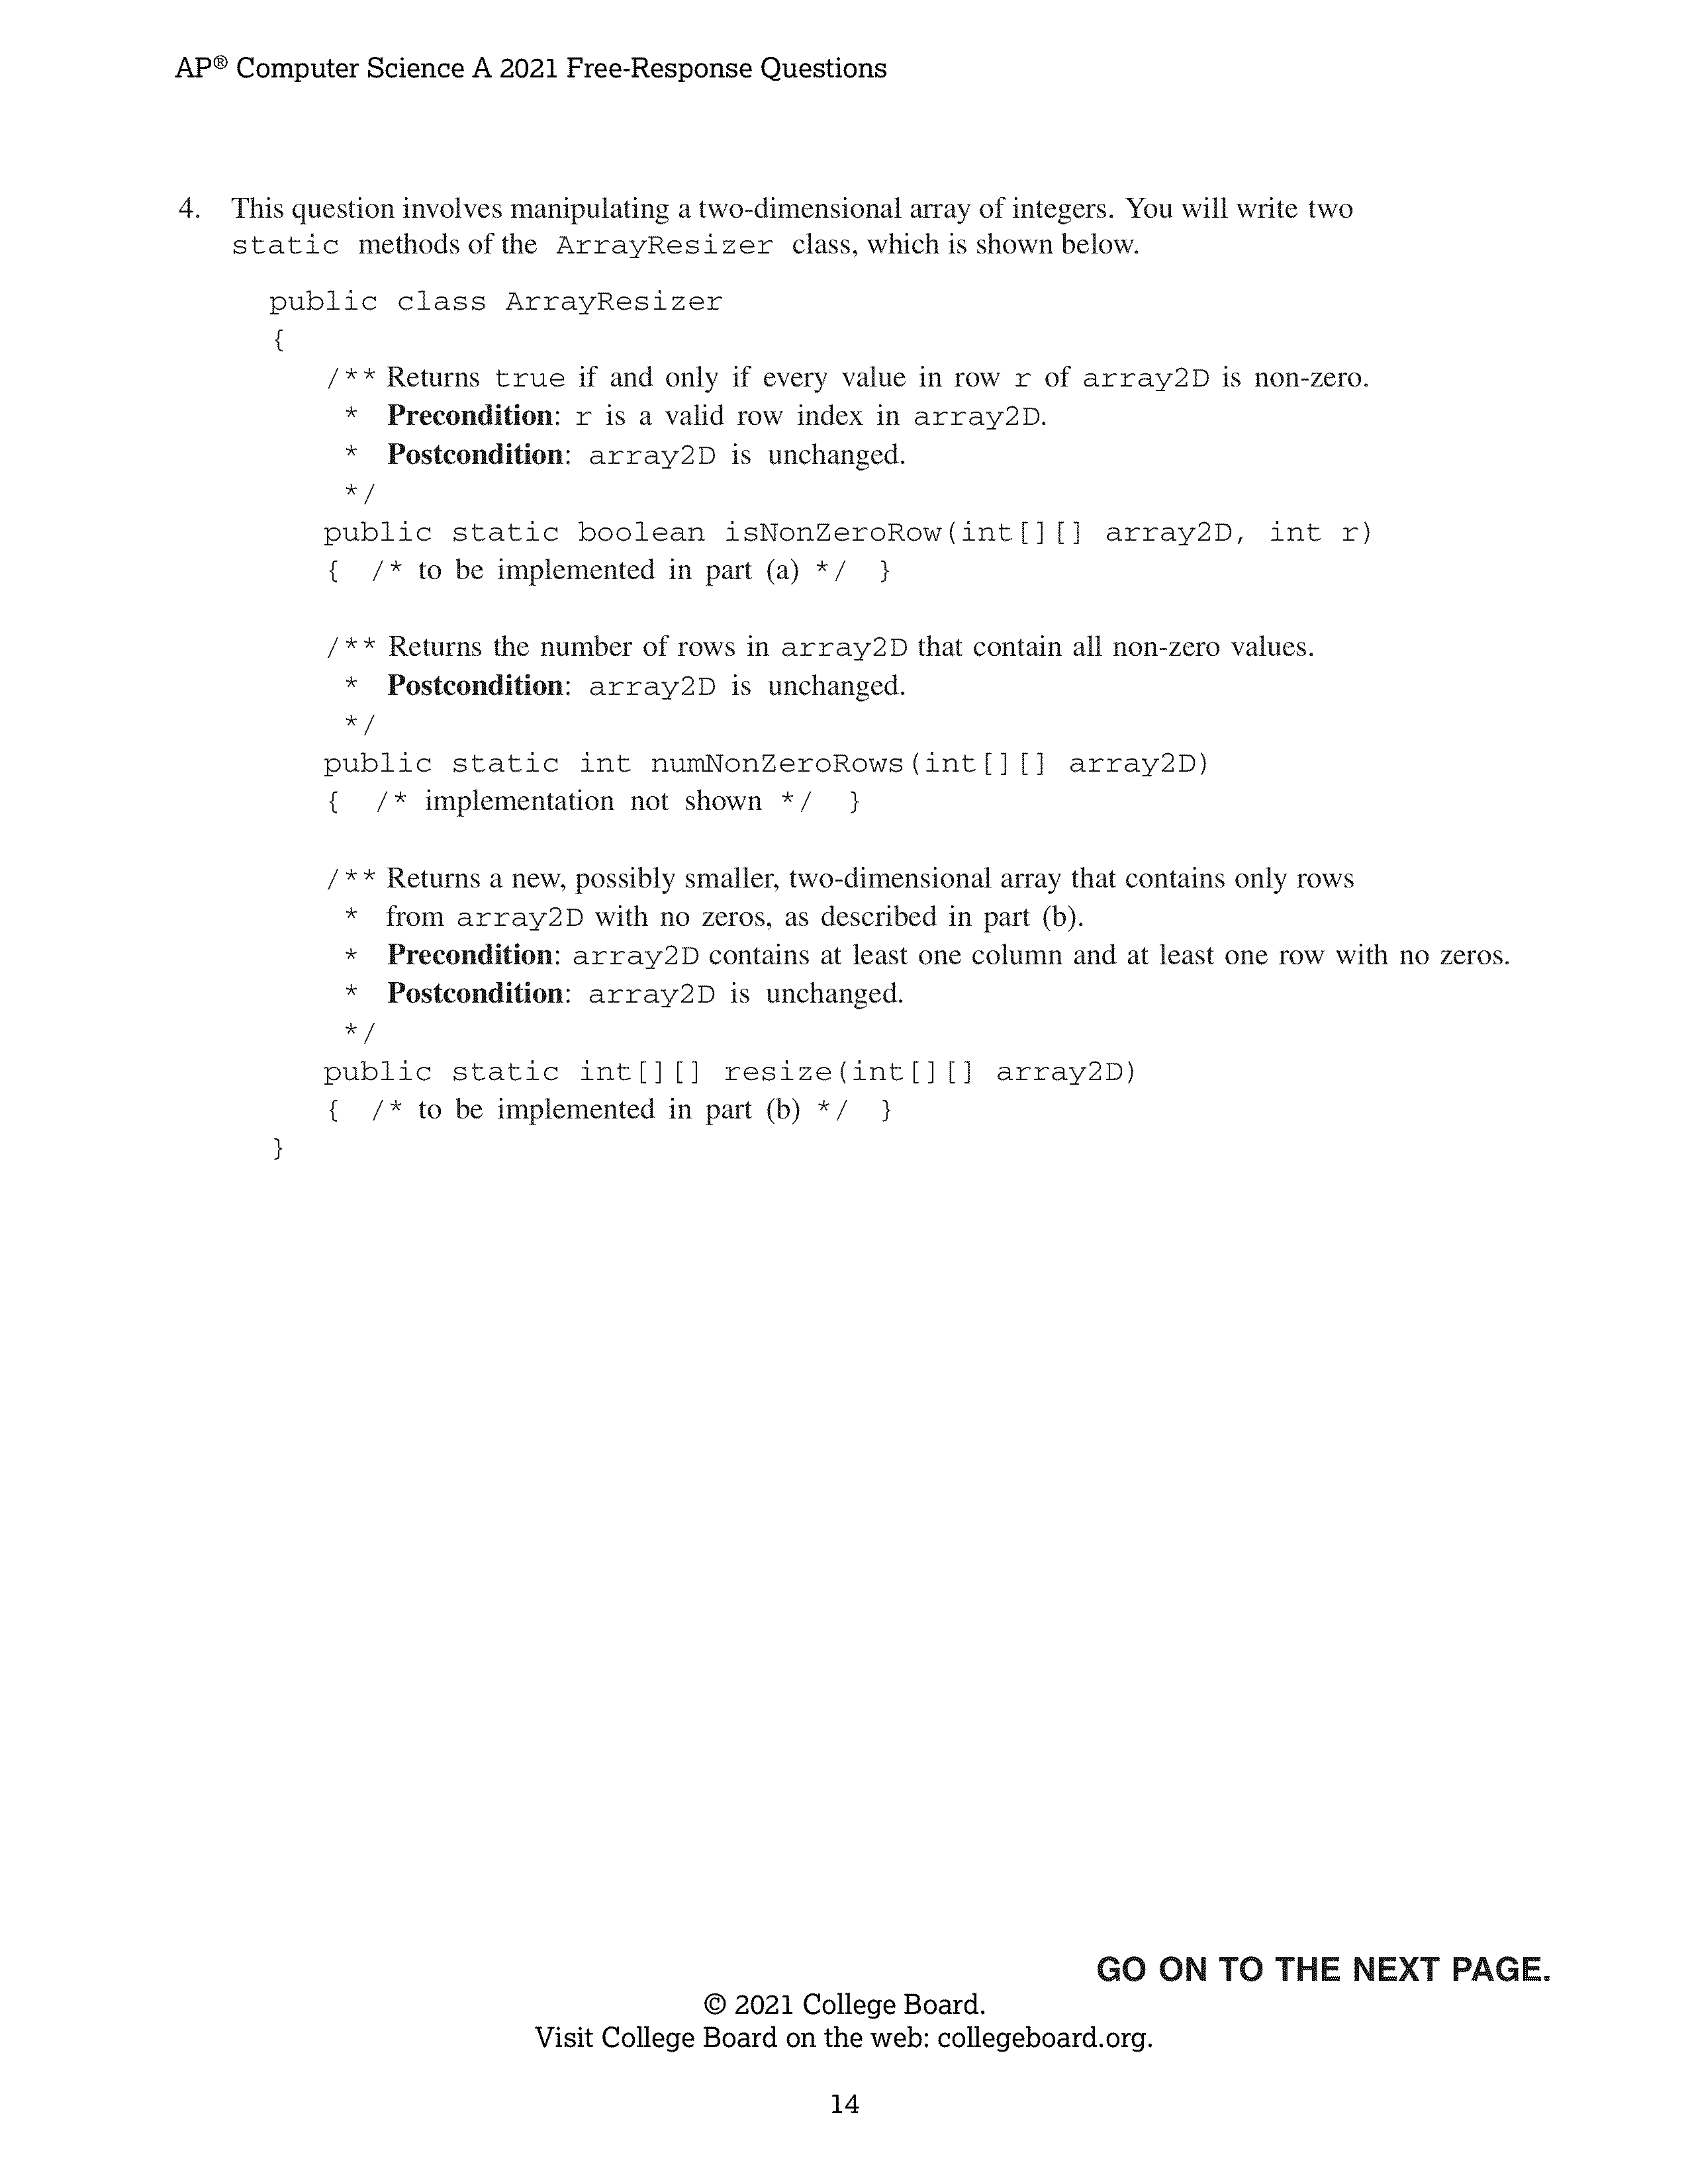 AP® Computer Science A 2021 Free-Response Questions
4. This question involves manipulating a two-dimensional array of integers. You will write two
static methods of the ArrayResizer class, which is shown below.
public class ArrayResizer
{
/** Returns true if and only if every value in row r of array2D is non-zero.
* Precondition: r is a valid row index in array2D.
* Postcondition: array2D is unchanged.
*/
public static boolean isNonZeroRow(int[][] array2D, int r)
{ /* to be implemented in part (a) */ }
/** Returns the number of rows in array2D that contain all non-zero values.
* Postcondition: array2D is unchanged.
*/
public static int numNonZeroRows(int[][] array2D)
{ /* implementation not shown */ }
/** Returns a new, possibly smaller, two-dimensional array that contains only rows
* from array2D with no zeros, as described in part (b).
* Precondition: array2D contains at least one column and at least one row with no zeros.
* Postcondition: array2D is unchanged.
*/
public static int[][] resize(int[][] array2D)
{ /* to be implemented in part (b) */ }
}
GO ON TO THE NEXT PAGE.
© 2021 College Board.
Visit College Board on the web: collegeboard.org.
14